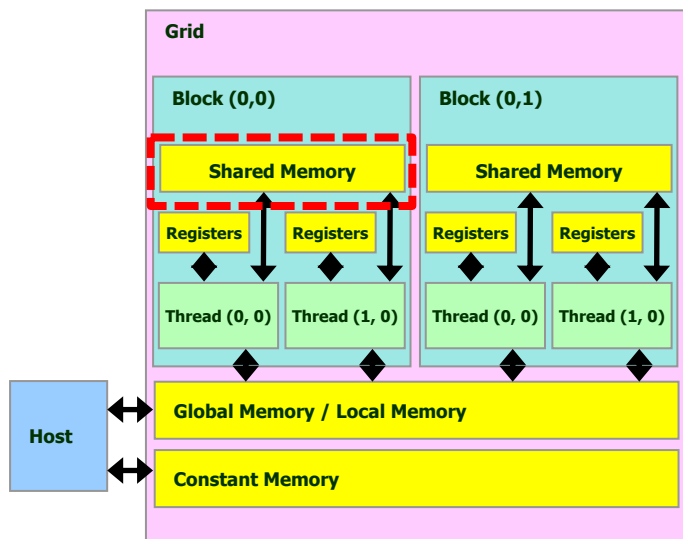 Grid
Block (0,0)
Block (0,1)
Shared Memory
Shared Memory
Registers
Registers
Registers
Registers
Thread (0, 0)
Thread (1, 0)
Thread (0, 0)
Thread (1, 0)
Host
Global Memory / Local Memory
Constant Memory